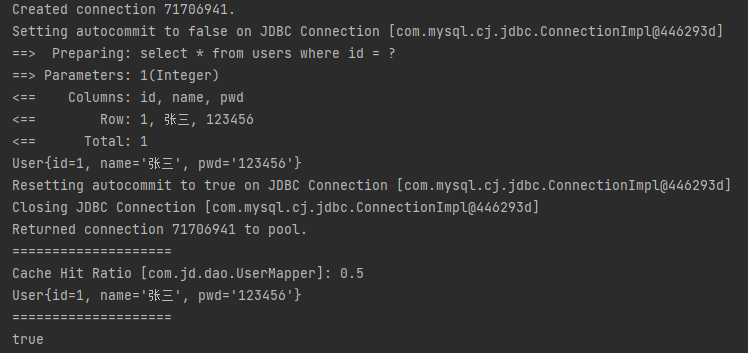 Created connection 71706941.
Setting autocommit to false on JDBC Connection [com.mysql.cj.jdbc.ConnectionImpl@446293d]
==>  Preparing: select * from users where id = ?
==> Parameters: 1(Integer)
<==    Columns: id, name, pwd
<==        Row: 1, 张三, 123456
<==      Total: 1
User{id=1, name='张三', pwd='123456'}
Resetting autocommit to true on JDBC Connection [com.mysql.cj.jdbc.ConnectionImpl@446293d]
Closing JDBC Connection [com.mysql.cj.jdbc.ConnectionImpl@446293d]
Returned connection 71706941 to pool.
====================
Cache Hit Ratio [com.jd.dao.UserMapper]: 0.5
User{id=1, name='张三', pwd='123456'}
====================
true